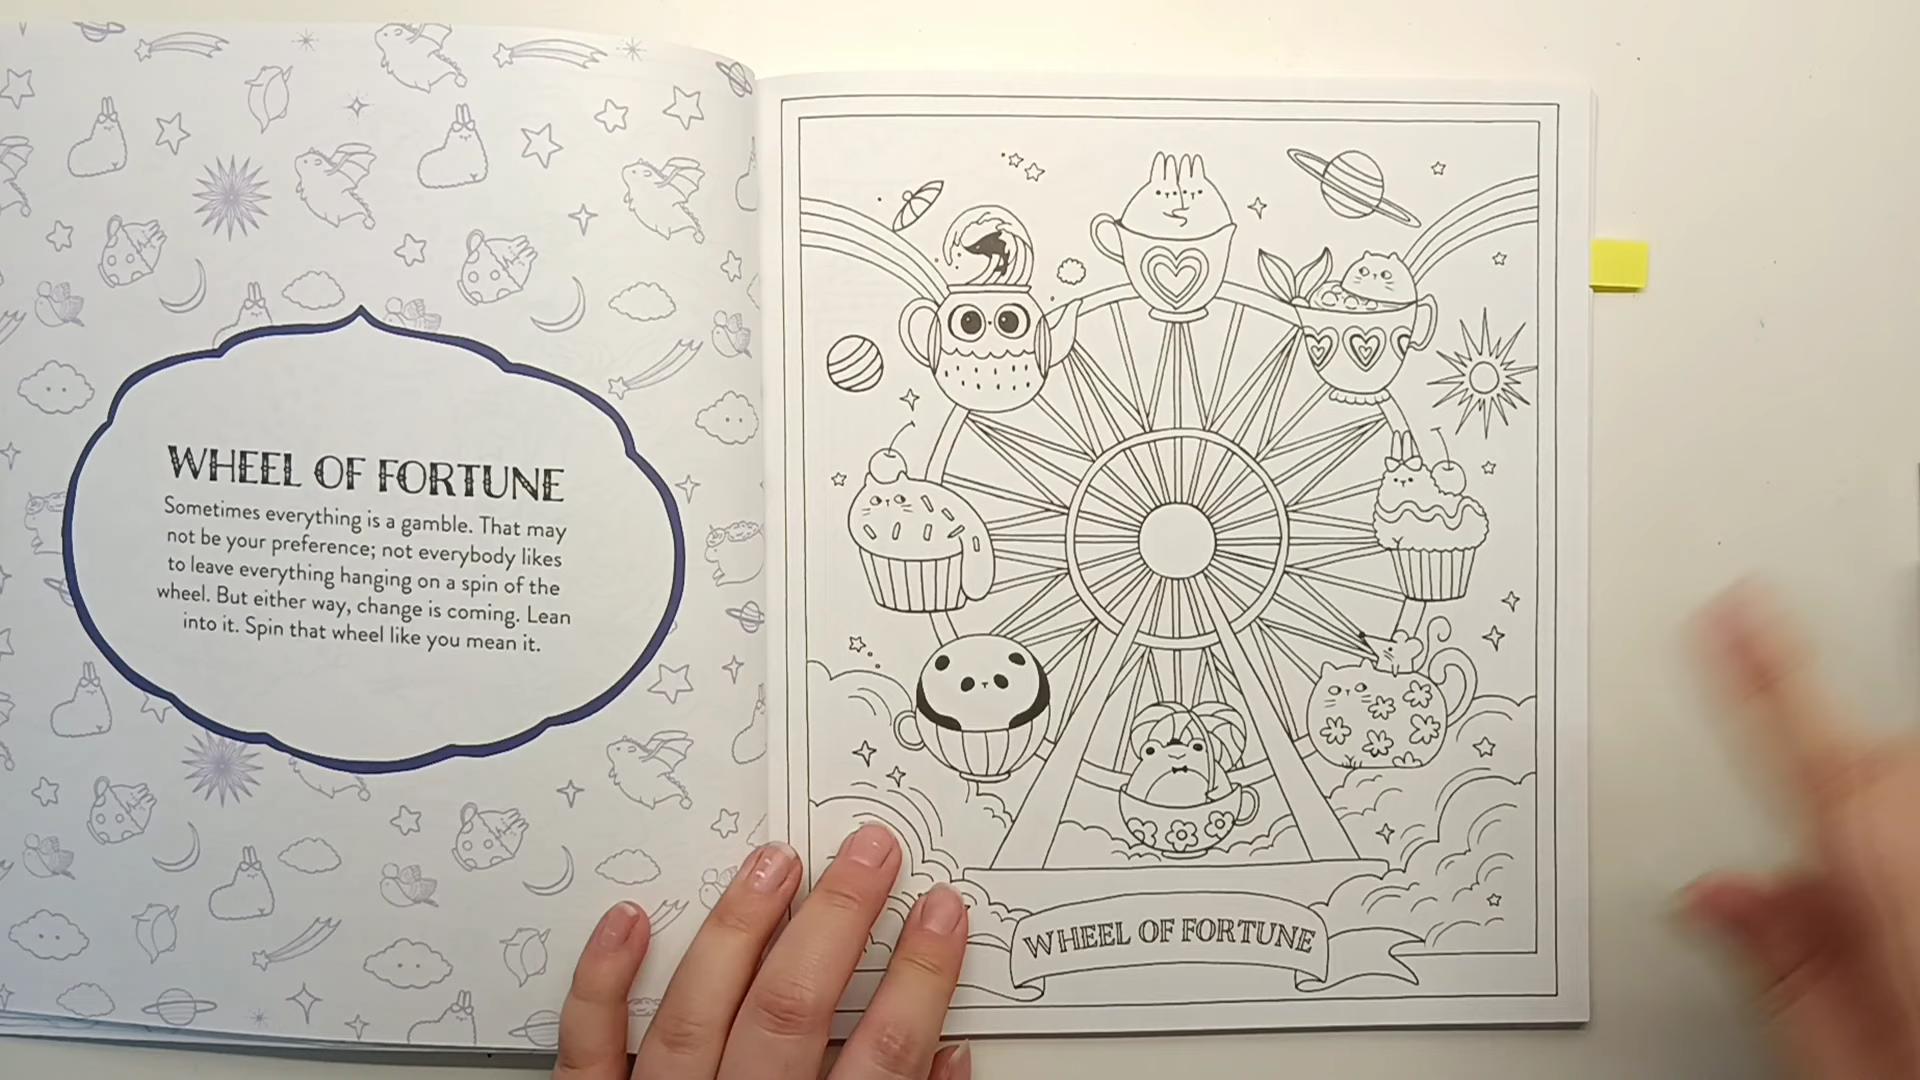 WHEEL OF FORTUNE
Sometimes everything is a gamble. That may
not be your preference; not everybody likes
to leave everything hanging on a spin of the
wheel. But either way, change is coming. Lean
into it. Spin that wheel like you mean it.
WHEEL OF FORTUNE